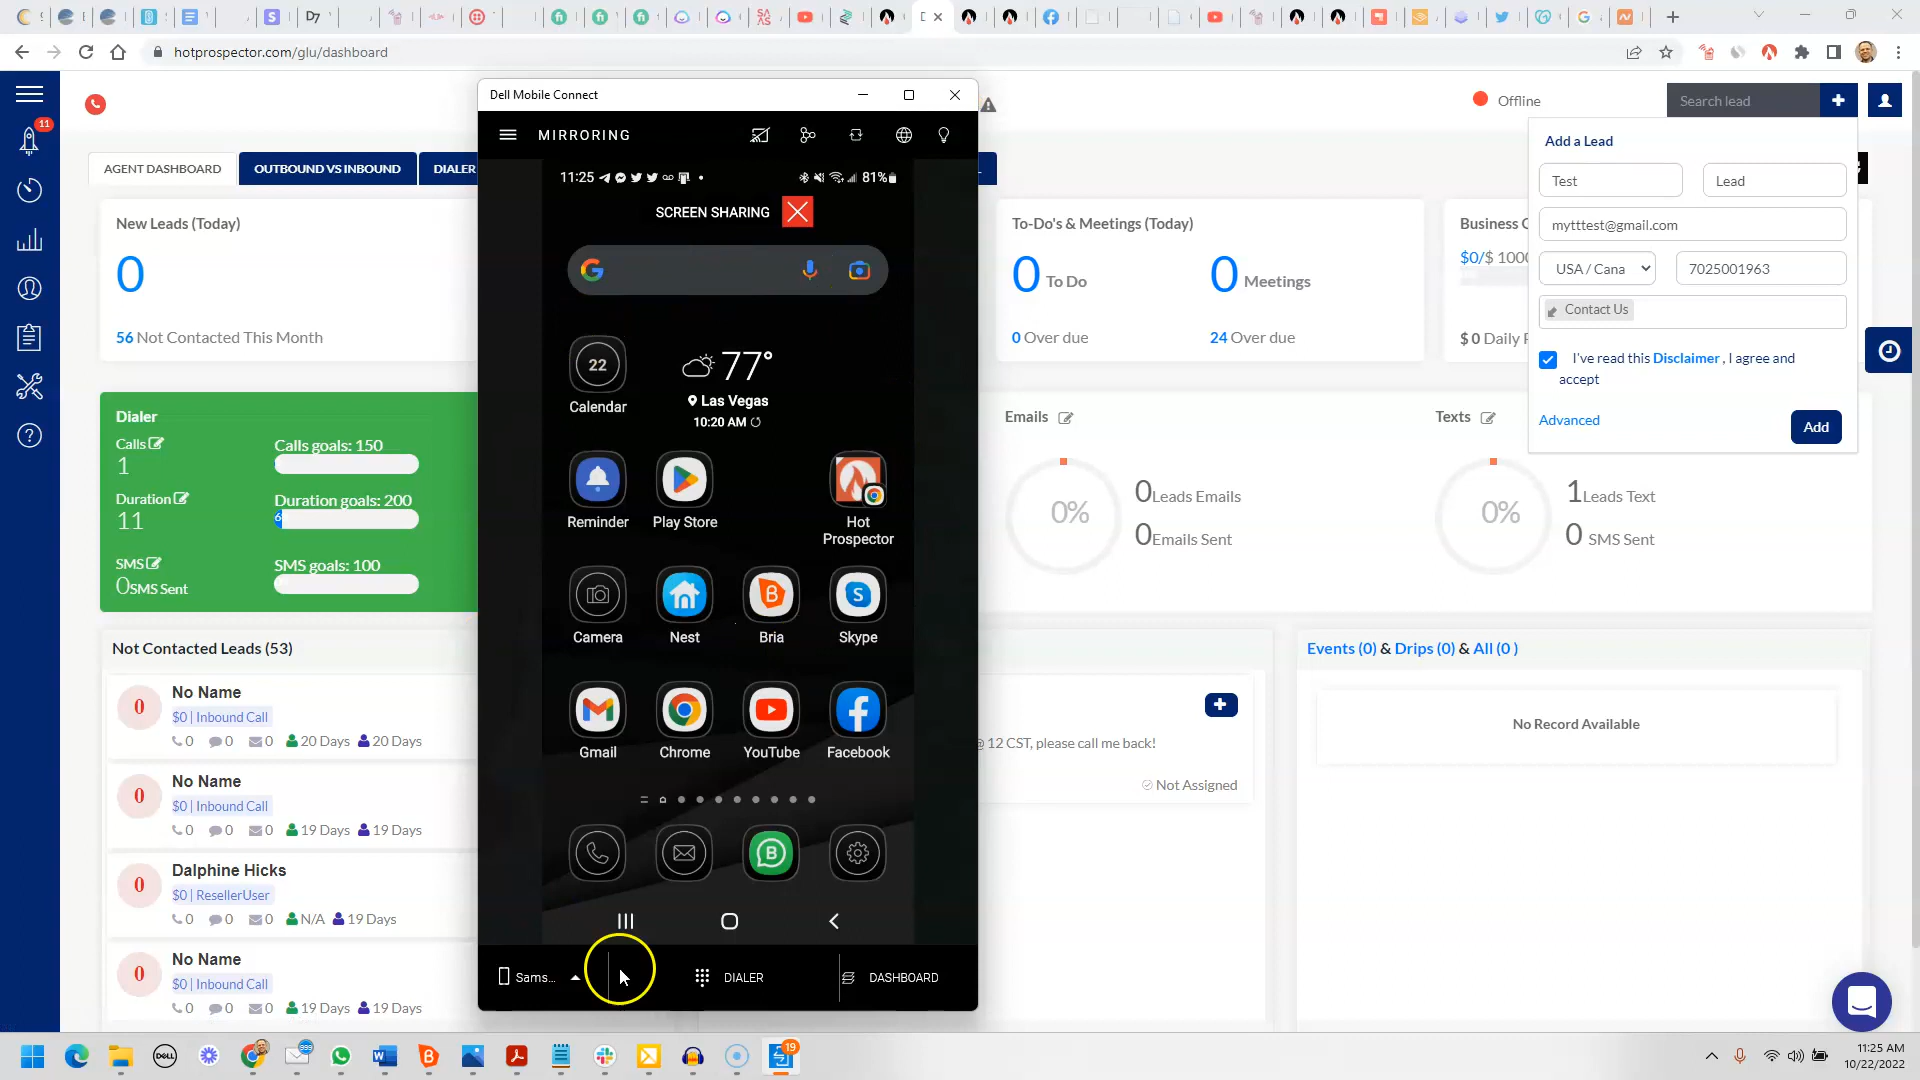 D7
SAAS
hotprospector.com/glu/dashboard
11
Offline
Search lead
AGENT DASHBOARD
OUTBOUND VS INBOUND
DIALER
New Leads (Today)
0
56 Not Contacted This Month
Dialer
Calls
1
Calls goals: 150
Duration
11
Duration goals: 200
6
SMS
0SMS Sent
SMS goals: 100
Not Contacted Leads (53)
0
No Name
$0 | Inbound Call
0 0 0 20 Days 20 Days
0
No Name
$0 | Inbound Call
0 0 0 19 Days 19 Days
0
Dalphine Hicks
$0 | ResellerUser
0 0 0 N/A 19 Days
0
No Name
$0 | Inbound Call
0 0 0 19 Days 19 Days
Dell Mobile Connect
MIRRORING
11:25
81%
SCREEN SHARING
22
Calendar
77°
Las Vegas
10:20 AM
Reminder
Play Store
Hot
Prospector
Camera
Nest
Bria
Skype
Gmail
Chrome
YouTube
Facebook
Sams...
DIALER
DASHBOARD
To-Do's & Meetings (Today)
0 To Do
0 Meetings
0 Over due
24 Over due
Business
$0/$ 1000
$ 0 Daily
Add a Lead
Test
Lead
mytttest@gmail.com
USA / Cana
7025001963
Contact Us
I've read this Disclaimer , I agree and
accept
Advanced
Add
Emails
0%
0Leads Emails
0Emails Sent
Texts
0%
1Leads Text
0 SMS Sent
@ 12 CST, please call me back!
Not Assigned
Events (0) & Drips (0) & All (0 )
No Record Available
DELL
999
19
11:25 AM
10/22/2022